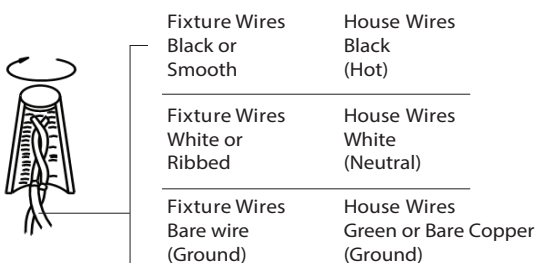 Fixture Wires House Wires
Black or Black
Smooth (Hot)
Fixture Wires House Wires
White or White
Ribbed (Neutral)
Fixture Wires House Wires
Bare wire Green or Bare Copper
(Ground) (Ground)